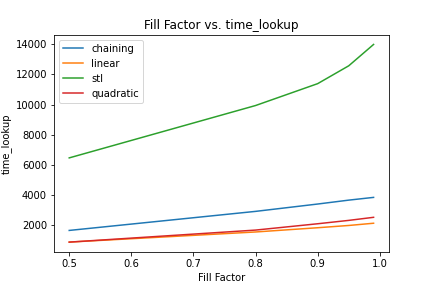 Fill Factor vs. time_lookup
14000
12000
10000
8000
6000
4000
2000
time_lookup
chaining
linear
stl
quadratic
0.5 0.6 0.7 0.8 0.9 1.0
Fill Factor